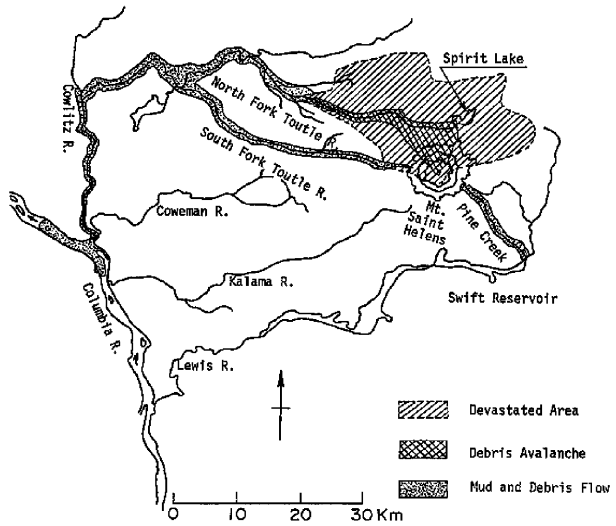 Spirit Lake
Cowlitz R.
North Fork Toutle R.
South Fork Toutle R.
Coweman R.
Mt.
Saint
Helens
Pine Creek
Kalama R.
Swift Reservoir
Columbia R.
Lewis R.
Devastated Area
Debris Avalanche
Mud and Debris Flow
0 10 20 30 Km